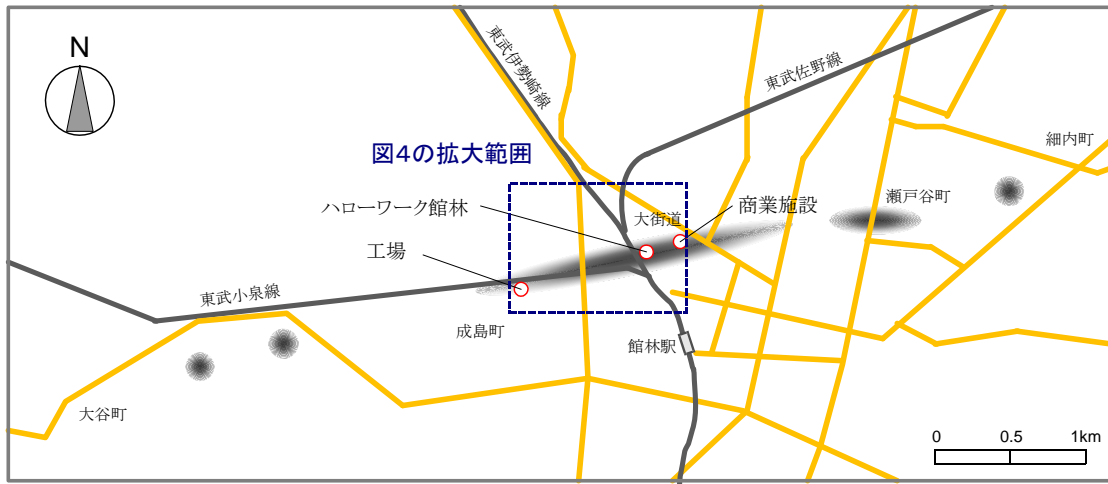 N
東武伊勢崎線
東武佐野線
図4の拡大範囲
細内町
ハローワーク館林
大街道
商業施設
瀬戸谷町
工場
東武小泉線
成島町
館林駅
大谷町
0 0.5 1km